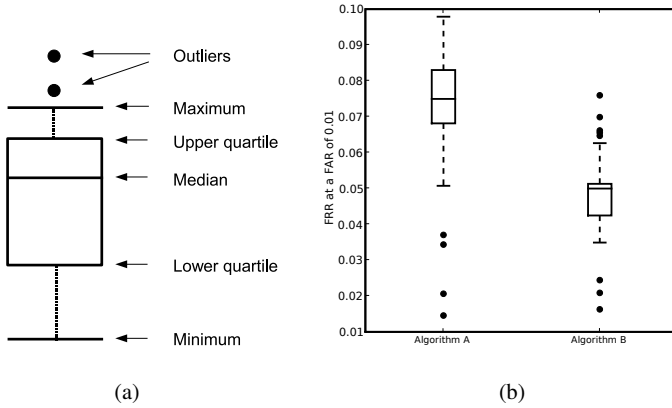 Outliers
Maximum
Upper quartile
Median
Lower quartile
Minimum
(a)
FRR at a FAR of 0.01
0.10
0.09
0.08
0.07
0.06
0.05
0.04
0.03
0.02
0.01
Algorithm A
Algorithm B
(b)